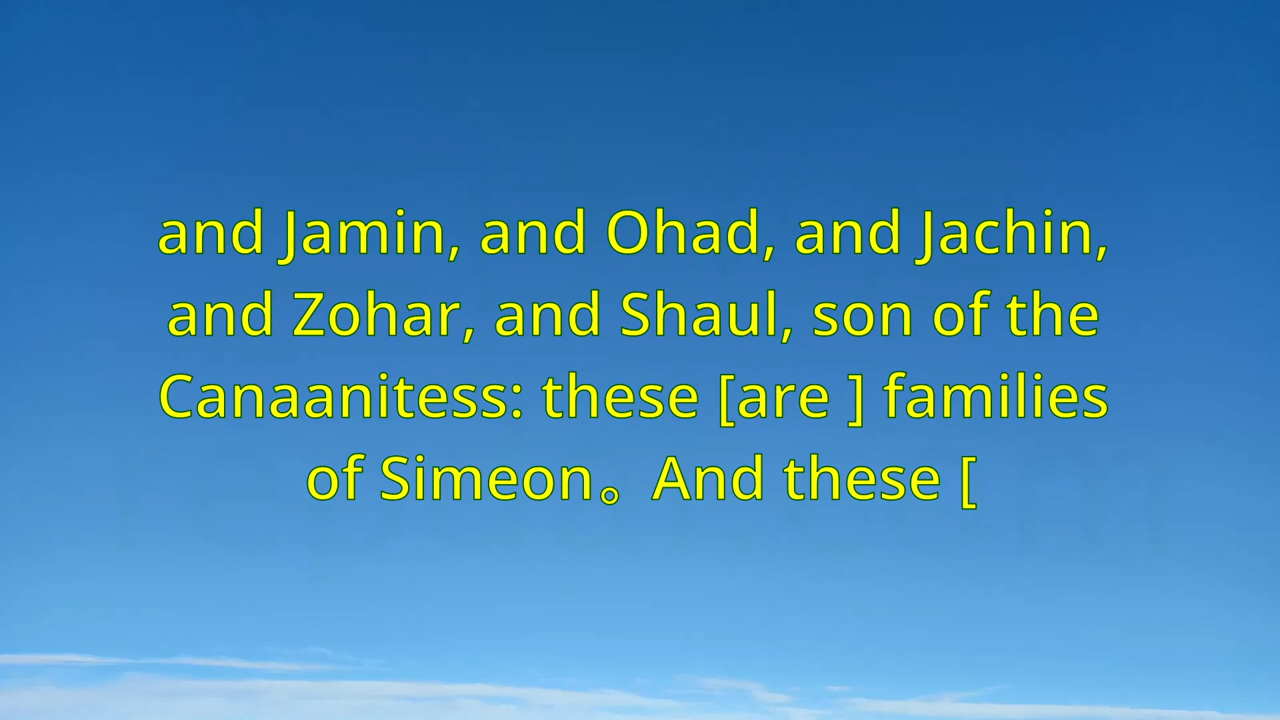 and Jamin, and Ohad, and Jachin,
and Zohar, and Shaul, son of the
Canaanitess: these [are ] families
of Simeon。And these [